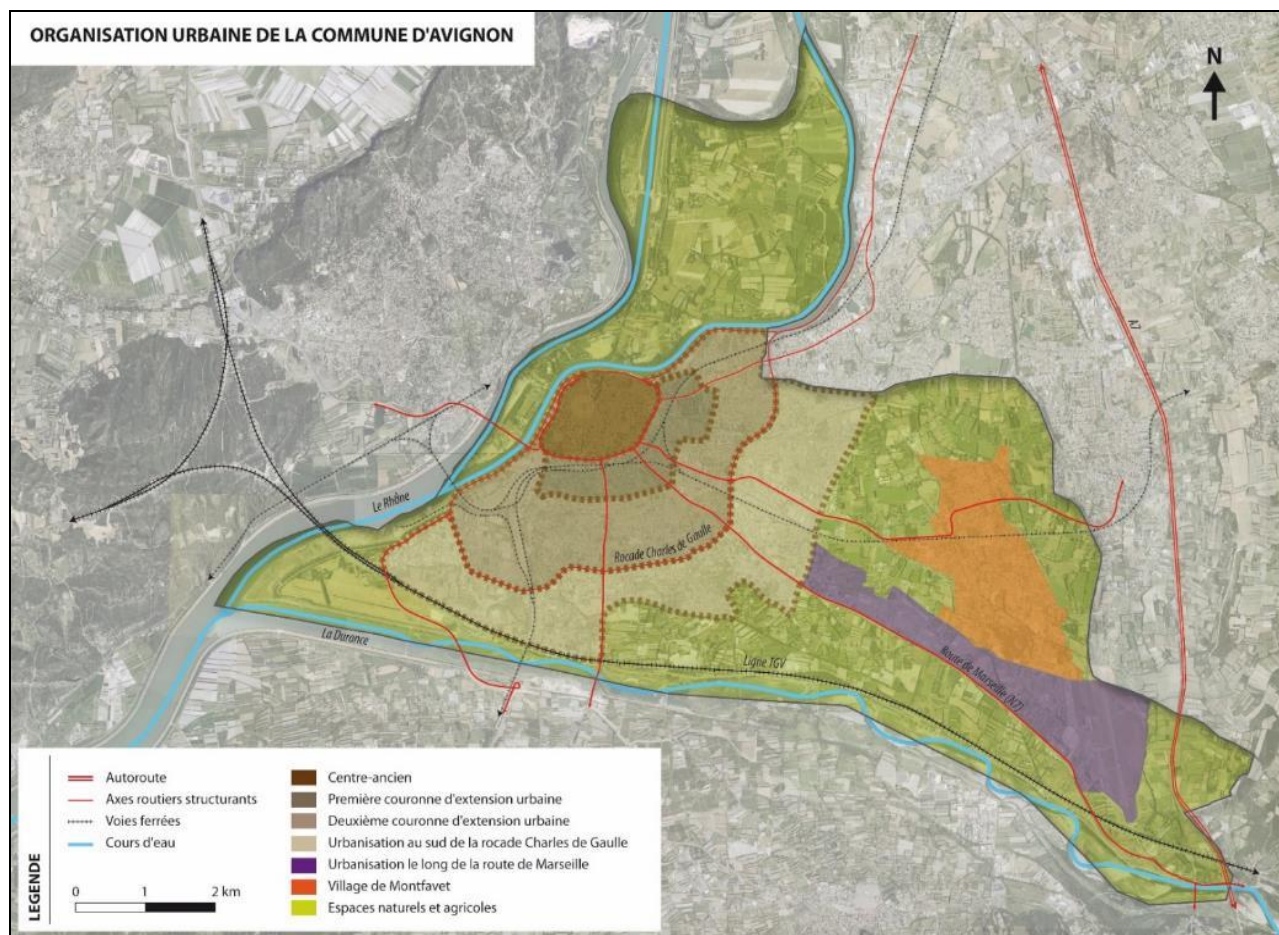 ORGANISATION URBAINE DE LA COMMUNE D'AVIGNON
N
A7
Le Rhône
Rocade Charles de Gaulle
La Durance
Ligne TGV
Route de Marseille (N7)
LEGENDE
Autoroute
Axes routiers structurants
Voies ferrées
Cours d'eau
0 1 2 km
Centre-ancien
Première couronne d'extension urbaine
Deuxième couronne d'extension urbaine
Urbanisation au sud de la rocade Charles de Gaulle
Urbanisation le long de la route de Marseille
Village de Montfavet
Espaces naturels et agricoles